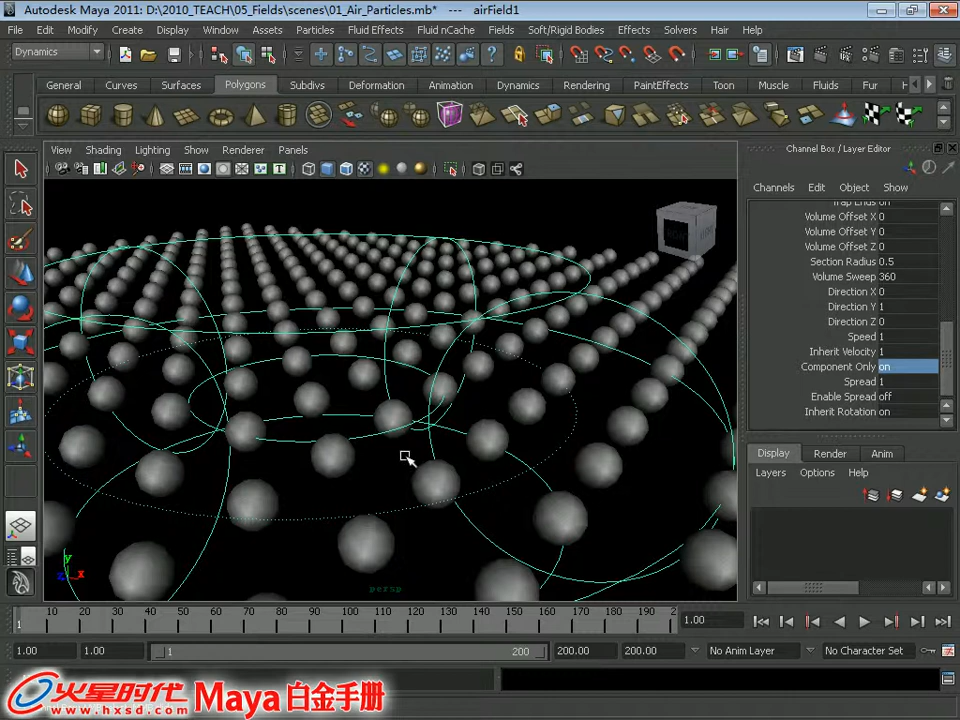 Autodesk Maya 2011: D:\2010_TEACH\05_Fields\scenes\01_Air_Particles.mb* --- airField1
File Edit Modify Create Display Window Assets Particles Fluid Effects Fluid nCache Fields Soft/Rigid Bodies Effects Solvers Hair Help
Dynamics
General Curves Surfaces Polygons Subdivs Deformation Animation Dynamics Rendering PaintEffects Toon Muscle Fluids Fur H
View Shading Lighting Show Renderer Panels
Channel Box / Layer Editor
Channels Edit Object Show
Trap Ends
Volume Offset X 0
Volume Offset Y 0
Volume Offset Z 0
Section Radius 0.5
Volume Sweep 360
Direction X 0
Direction Y 1
Direction Z 0
Speed 1
Inherit Velocity 1
Component Only on
Spread 1
Enable Spread off
Inherit Rotation on
Display Render Anim
Layers Options Help
y
z x
persp
1 10 20 30 40 50 60 70 80 90 100 110 120 130 140 150 160 170 180 190 2
1.00
1.00 1.00 1 200 200.00 200.00 No Anim Layer No Character Set
火星时代 Maya 白金手册
www.hxsd.com